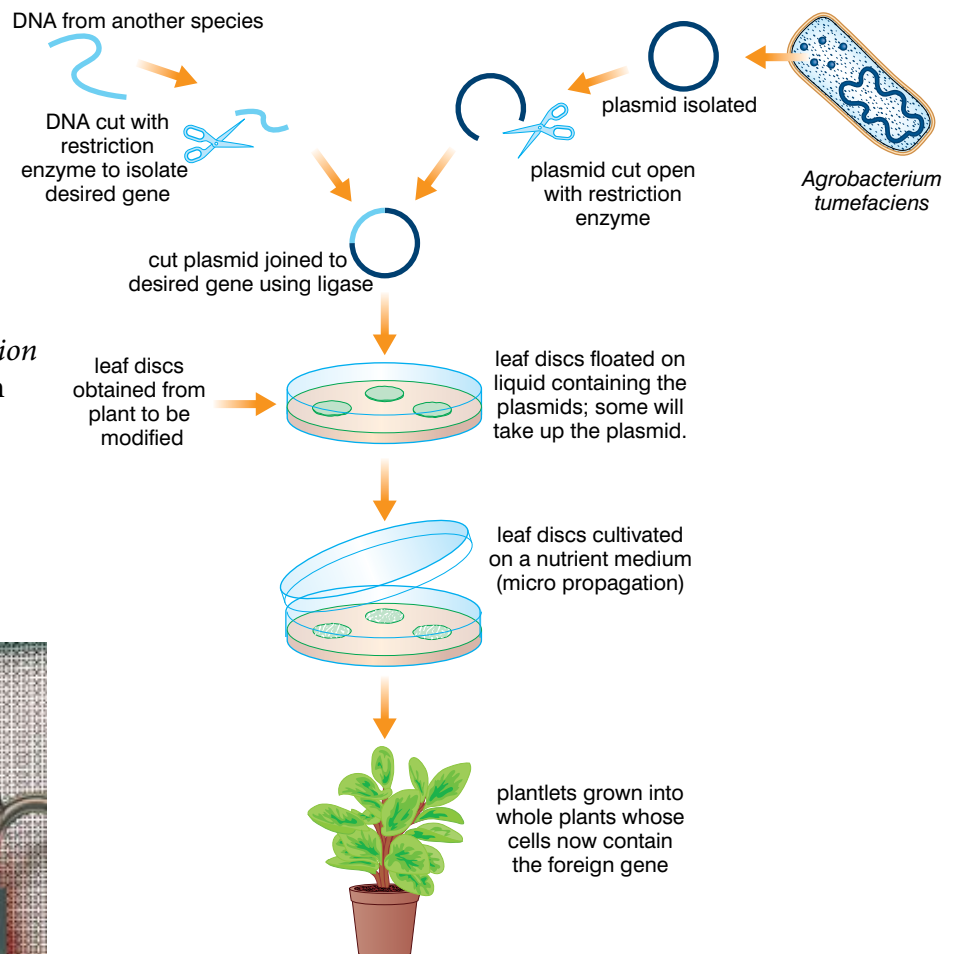 DNA from another species
plasmid isolated
DNA cut with
restriction
enzyme to isolate
desired gene
plasmid cut open
with restriction
enzyme
Agrobacterium
tumefaciens
cut plasmid joined to
desired gene using ligase
leaf discs
obtained from
plant to be
modified
leaf discs floated on
liquid containing the
plasmids; some will
take up the plasmid.
leaf discs cultivated
on a nutrient medium
(micro propagation)
plantlets grown into
whole plants whose
cells now contain
the foreign gene